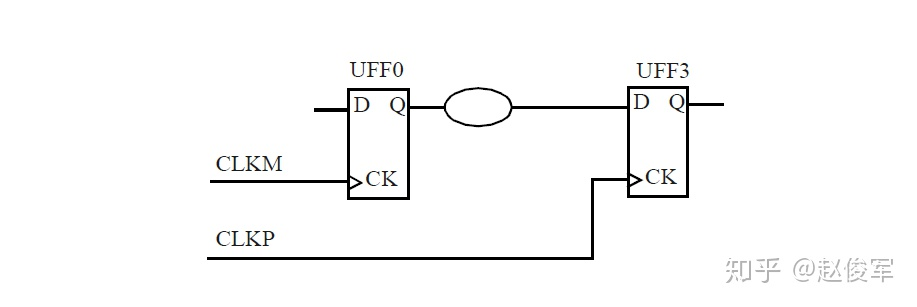 UFF0
UFF3
D Q
D Q
CLKM
CK
CK
CLKP
知乎 @赵俊军